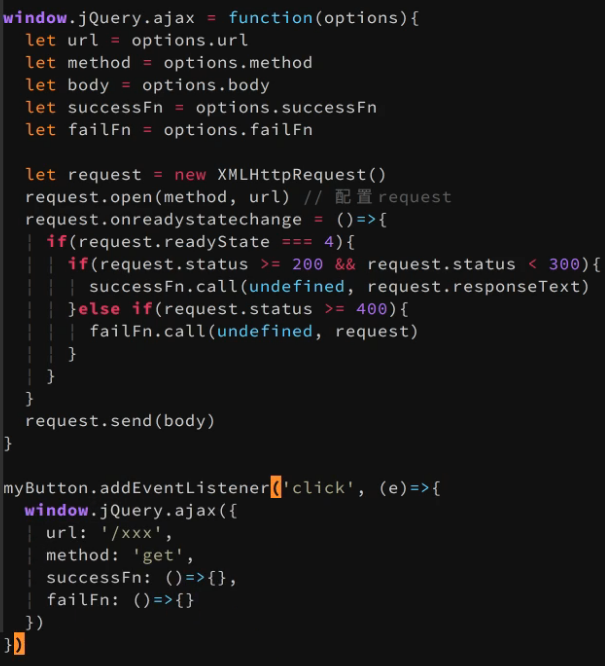 window.jQuery.ajax = function(options){
  let url = options.url
  let method = options.method
  let body = options.body
  let successFn = options.successFn
  let failFn = options.failFn

  let request = new XMLHttpRequest()
  request.open(method, url) // 配置request
  request.onreadystatechange = ()=>{
    if(request.readyState === 4){
      if(request.status >= 200 && request.status < 300){
        successFn.call(undefined, request.responseText)
      }else if(request.status >= 400){
        failFn.call(undefined, request)
      }
    }
  }
  request.send(body)
}

myButton.addEventListener('click', (e)=>{
  window.jQuery.ajax({
    url: '/xxx',
    method: 'get',
    successFn: ()=>{},
    failFn: ()=>{}
  })
})